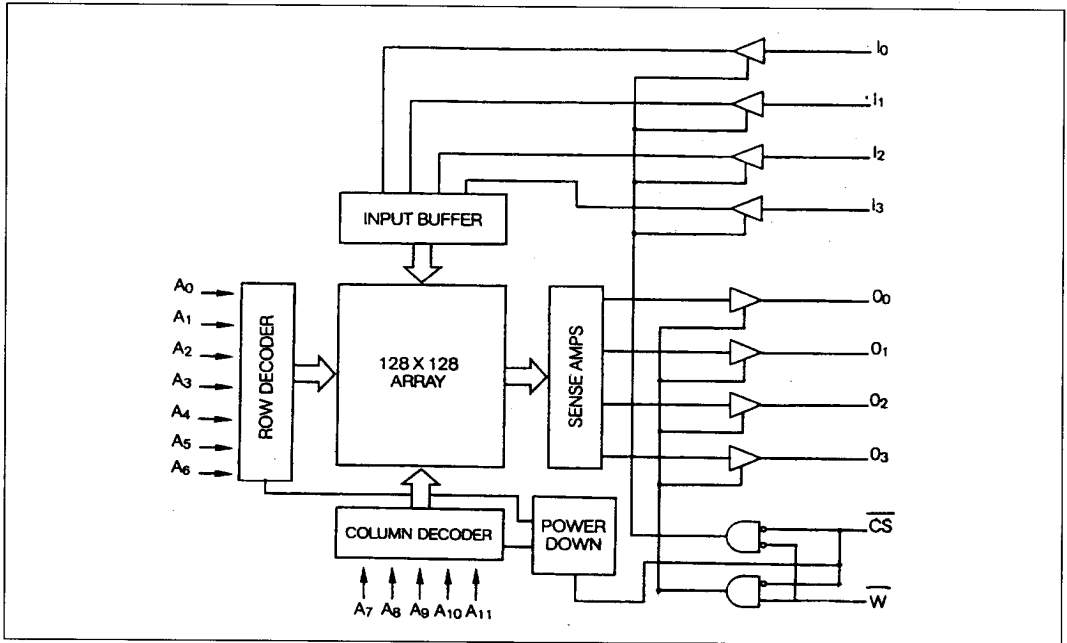 I0
I1
I2
I3
INPUT BUFFER
A0
A1
A2
A3
A4
A5
A6
ROW DECODER
128 X 128
ARRAY
SENSE AMPS
O0
O1
O2
O3
COLUMN DECODER
POWER
DOWN
C̅S̅
W̅
A7 A8 A9 A10 A11